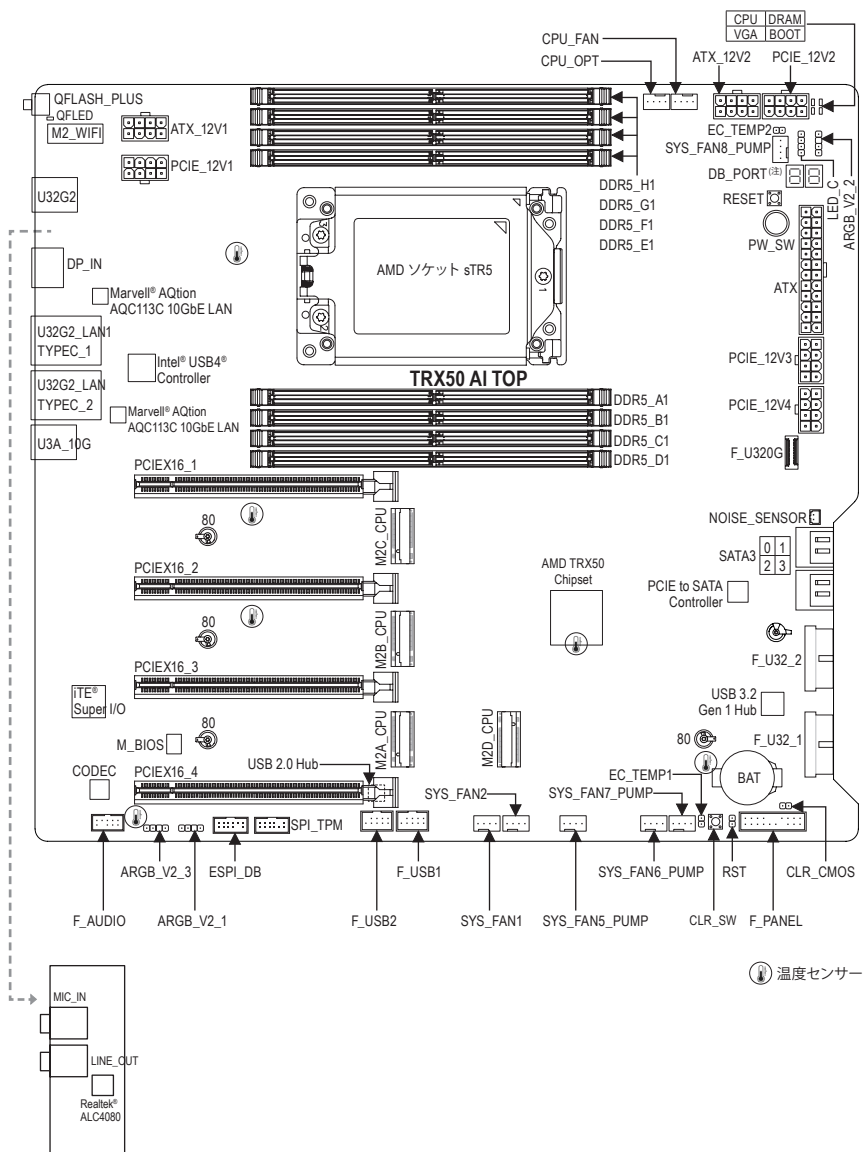 CPU DRAM
VGA BOOT
CPU_FAN
CPU_OPT
ATX_12V2
PCIE_12V2
QFLASH_PLUS
QFLED
M2_WIFI
ATX_12V1
PCIE_12V1
EC_TEMP2
SYS_FAN8_PUMP
DB_PORT(注)
LED_C
ARGB_V2_2
RESET
PW_SW
DDR5_H1
DDR5_G1
DDR5_F1
DDR5_E1
U32G2
DP_IN
AMD ソケット sTR5
1
ATX
Marvell® AQtion
AQC113C 10GbE LAN
U32G2_LAN1
TYPEC_1
Intel® USB4®
Controller
U32G2_LAN
TYPEC_2
Marvell® AQtion
AQC113C 10GbE LAN
U3A_10G
TRX50 AI TOP
DDR5_A1
DDR5_B1
DDR5_C1
DDR5_D1
PCIE_12V3
PCIE_12V4
F_U320G
PCIEX16_1
80
M2C_CPU
NOISE_SENSOR
SATA3
0 1
2 3
PCIEX16_2
AMD TRX50
Chipset
PCIE to SATA
Controller
80
M2B_CPU
F_U32_2
PCIEX16_3
iTE®
Super I/O
USB 3.2
Gen 1 Hub
80
M_BIOS
M2A_CPU
M2D_CPU
80
F_U32_1
USB 2.0 Hub
CODEC
PCIEX16_4
BAT
EC_TEMP1
SYS_FAN2
SYS_FAN7_PUMP
SPI_TPM
ARGB_V2_3
ESPI_DB
F_USB1
SYS_FAN6_PUMP
RST
CLR_CMOS
F_AUDIO
ARGB_V2_1
F_USB2
SYS_FAN1
SYS_FAN5_PUMP
CLR_SW
F_PANEL
温度センサー
MIC_IN
LINE_OUT
Realtek®
ALC4080